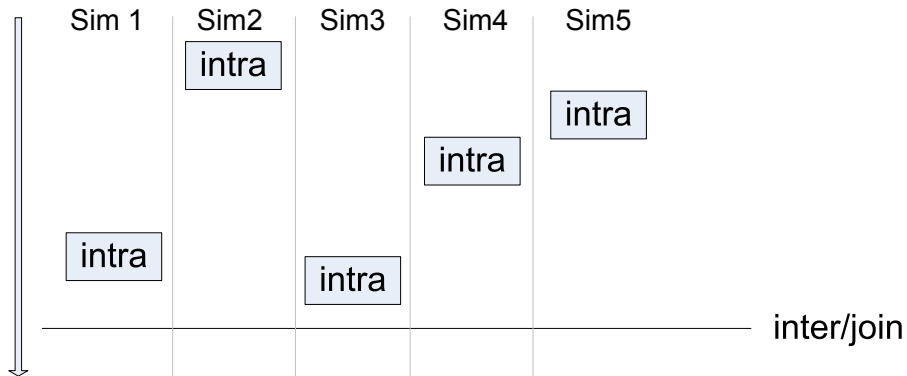 Sim 1
Sim2
Sim3
Sim4
Sim5
intra
intra
intra
intra
intra
inter/join